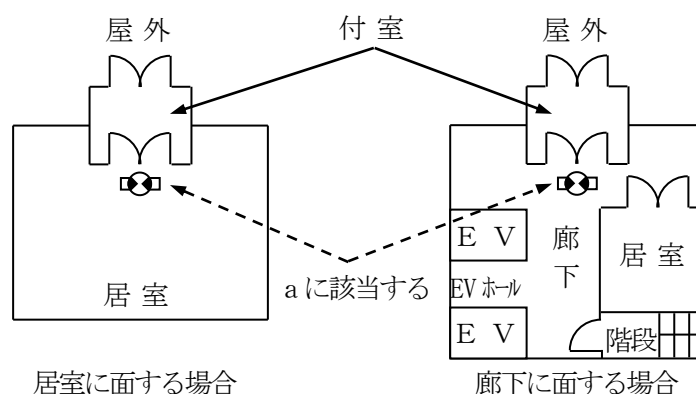 屋 外
付 室
屋 外
Ｅ Ｖ
廊下
居 室
ａに該当する
EVホール
居 室
Ｅ Ｖ
階段
居室に面する場合
廊下に面する場合